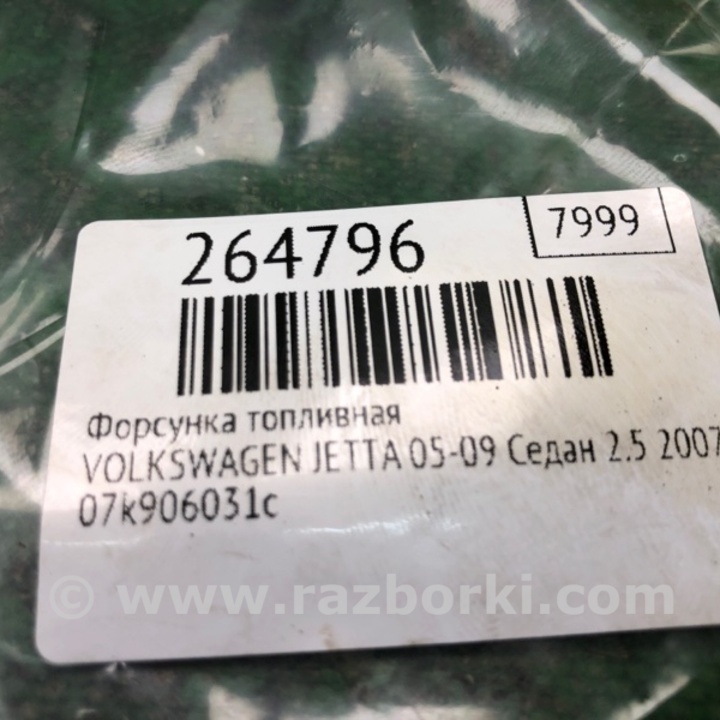 7999
264796
Форсунка топливная
VOLKSWAGEN JETTA 05-09 Седан 2.5 2007
07k906031c
© www.razborki.com